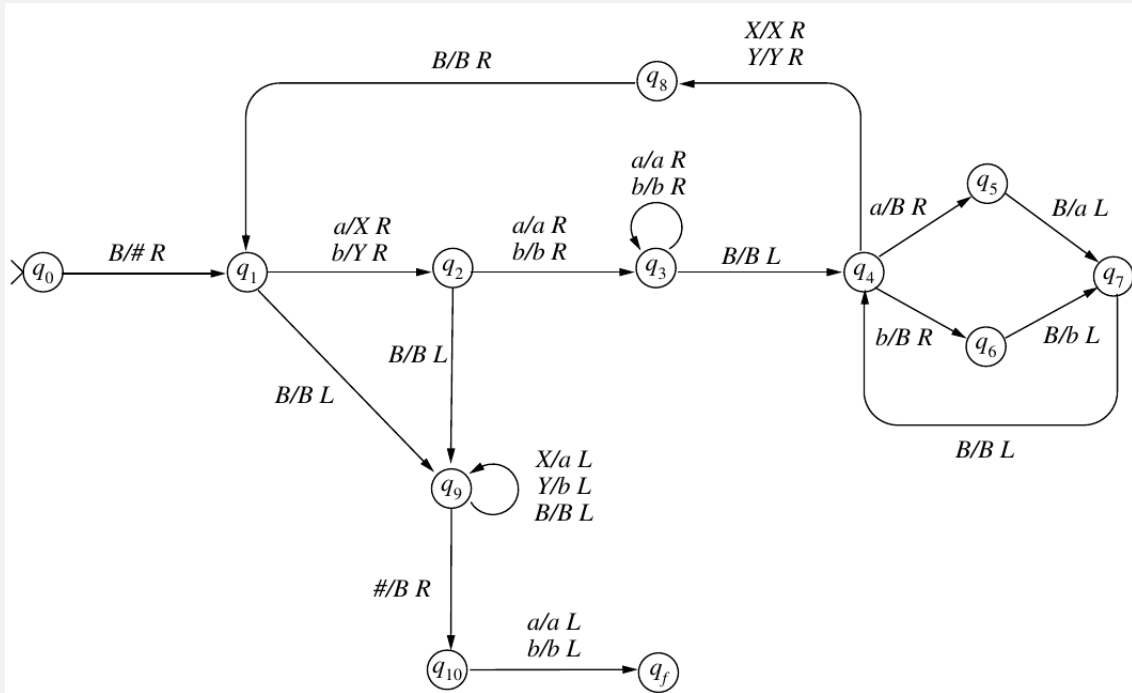 X/X R
Y/Y R
B/B R
q8
a/a R
b/b R
q5
a/B R
B/a L
a/X R
b/Y R
a/a R
b/b R
B/# R
B/B L
q0
q1
q2
q3
q4
q7
b/B R
B/b L
q6
B/B L
B/B L
B/B L
X/a L
Y/b L
B/B L
q9
#/B R
a/a L
b/b L
q10
qf